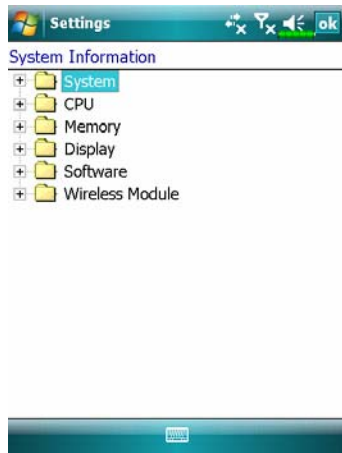 Settings
ok
System Information
System
CPU
Memory
Display
Software
Wireless Module